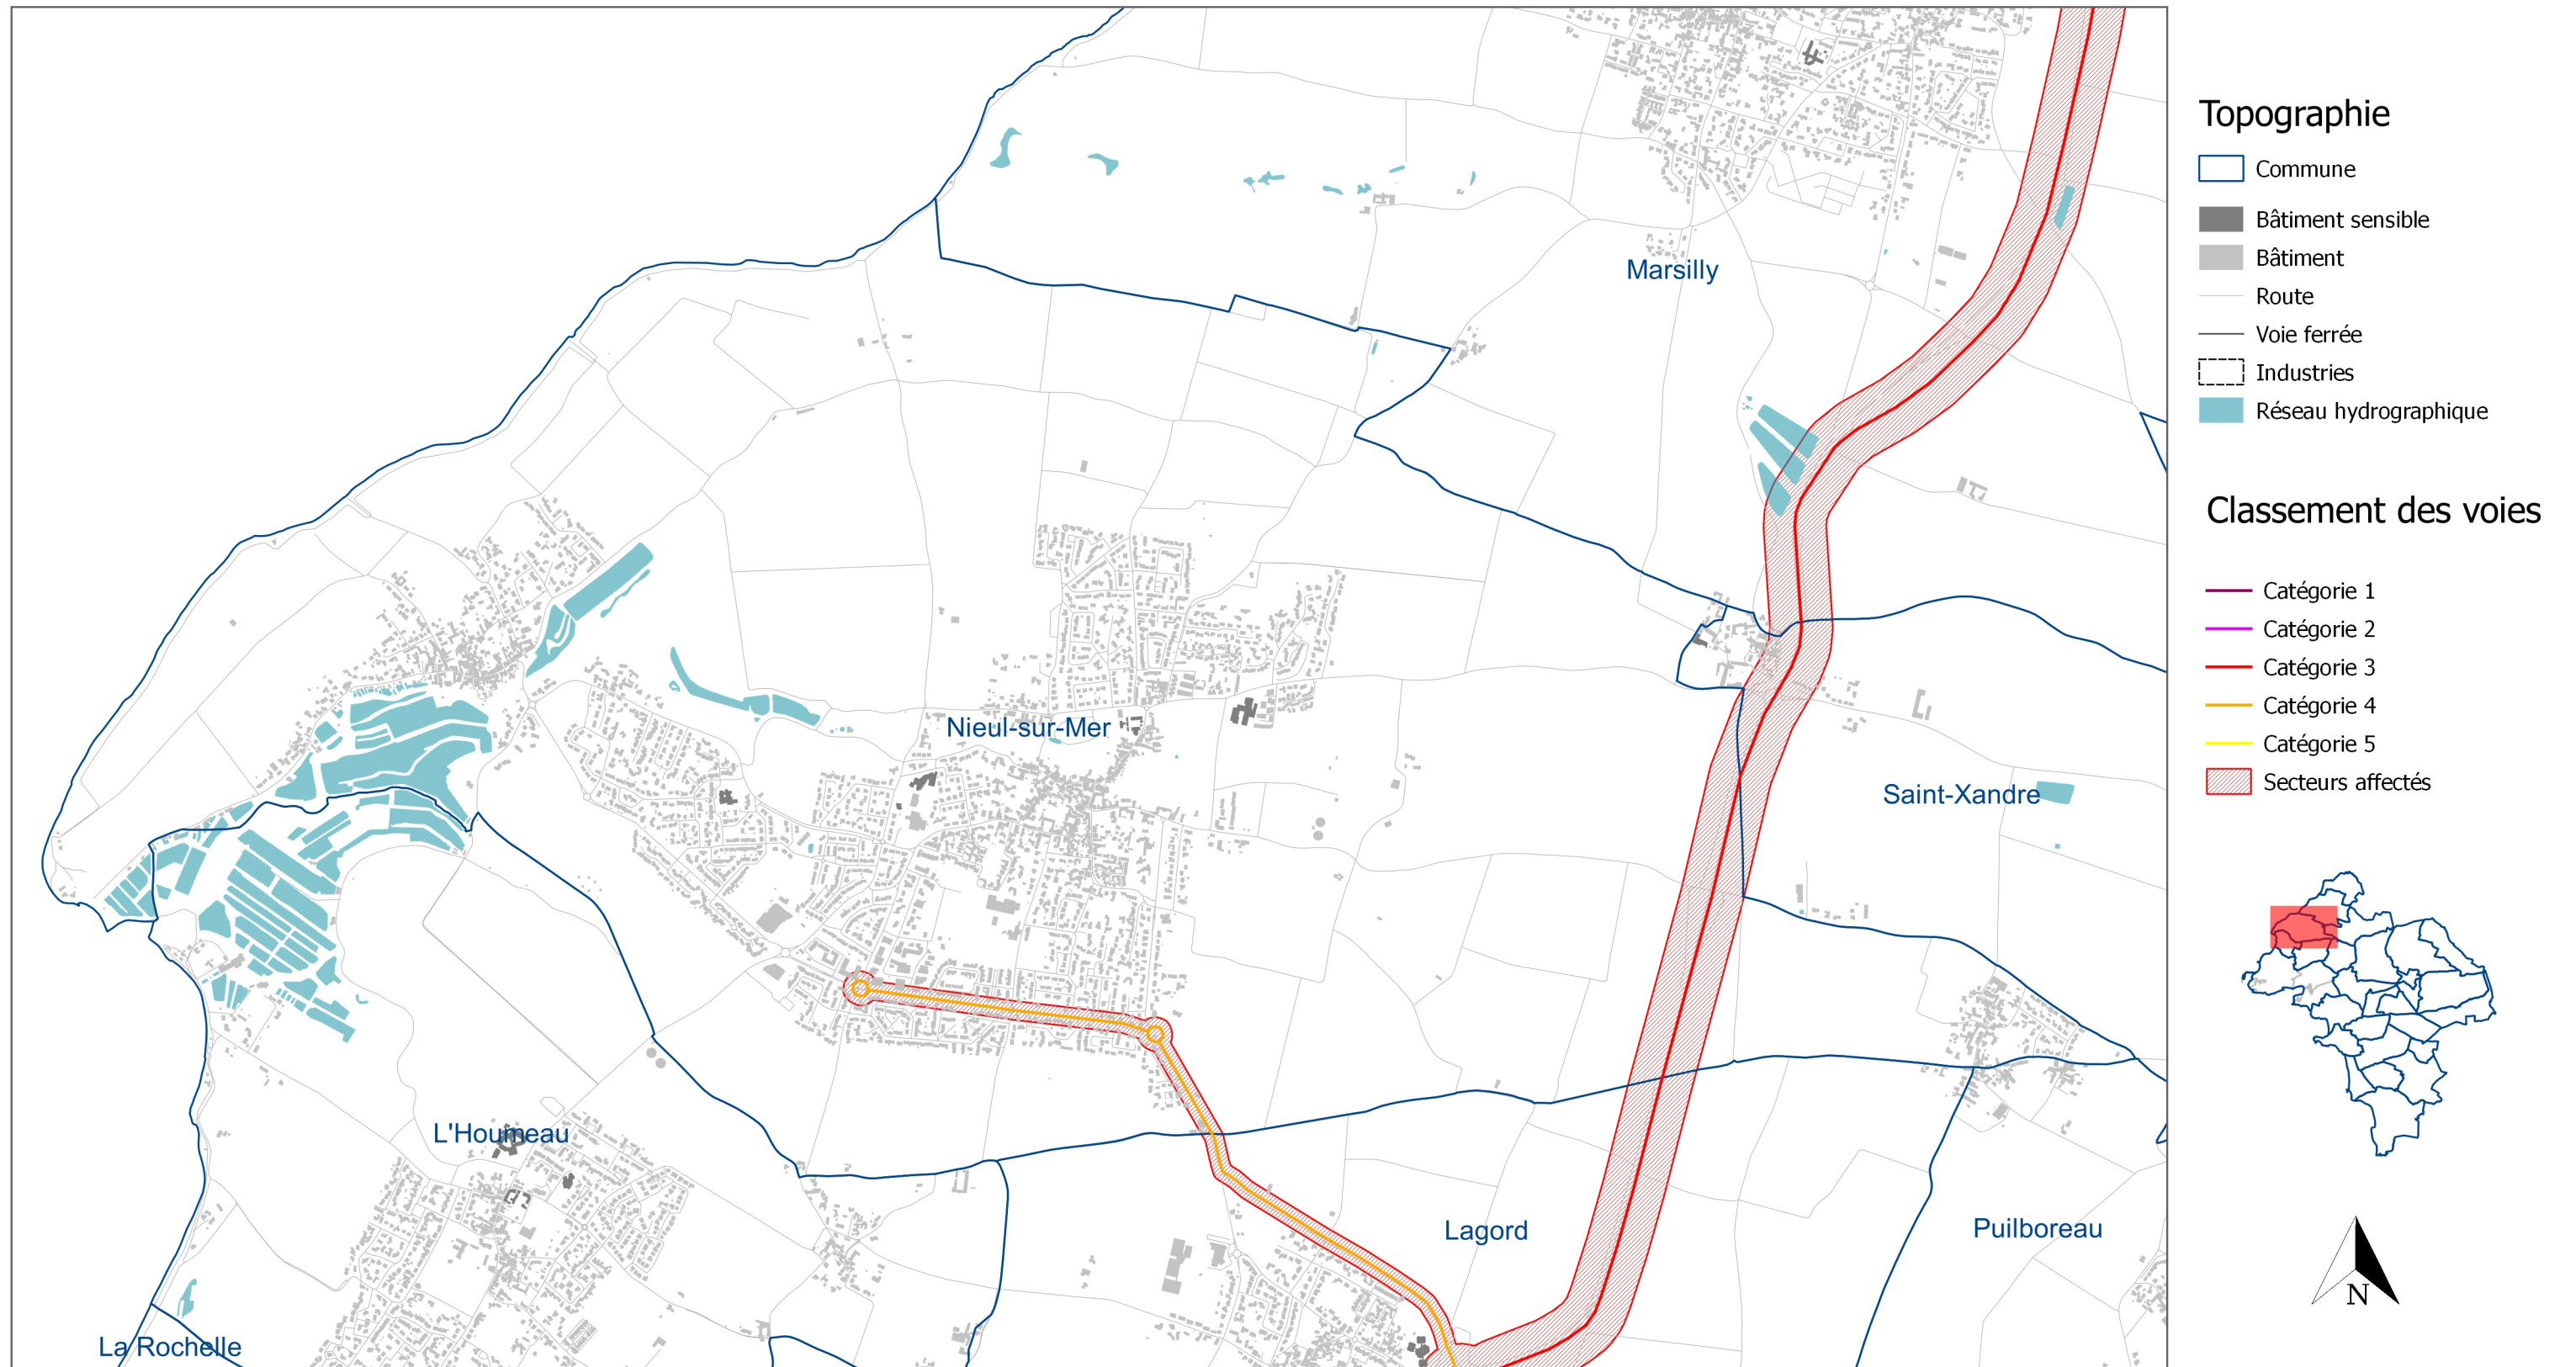 Marsilly
Nieul-sur-Mer
Saint-Xandre
L'Houmeau
Lagord
Puilboreau
La Rochelle
Topographie
Commune
Bâtiment sensible
Bâtiment
Route
Voie ferrée
Industries
Réseau hydrographique
Classement des voies
Catégorie 1
Catégorie 2
Catégorie 3
Catégorie 4
Catégorie 5
Secteurs affectés
N